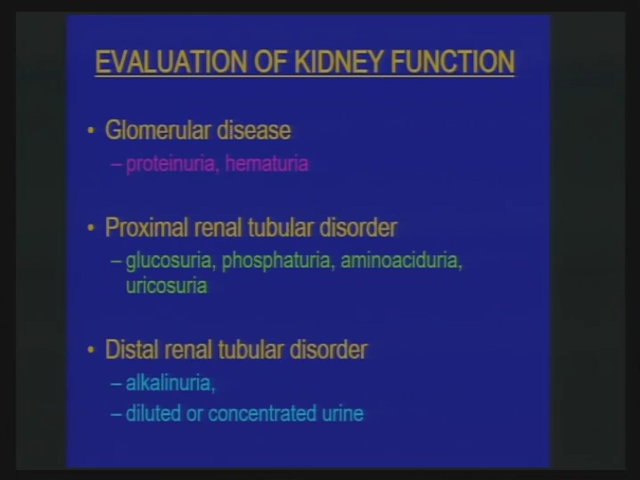 EVALUATION OF KIDNEY FUNCTION
• Glomerular disease
– proteinuria, hematuria
• Proximal renal tubular disorder
– glucosuria, phosphaturia, aminoaciduria,
uricosuria
• Distal renal tubular disorder
– alkalinuria,
– diluted or concentrated urine